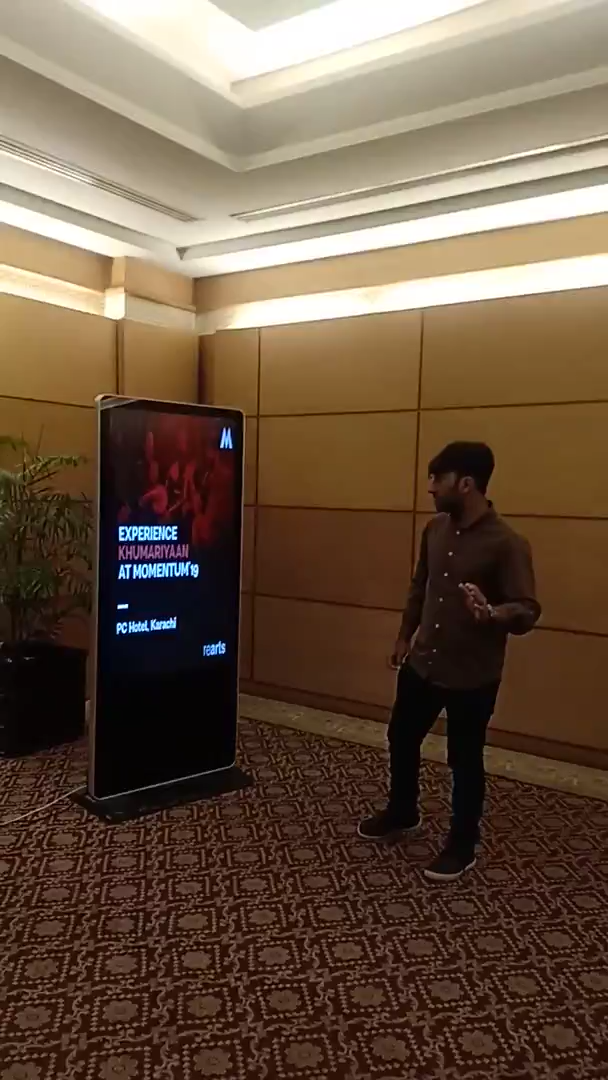 M
EXPERIENCE
KHUMARIYAAN
AT MOMENTUM'19
PC Hotel, Karachi
rearts